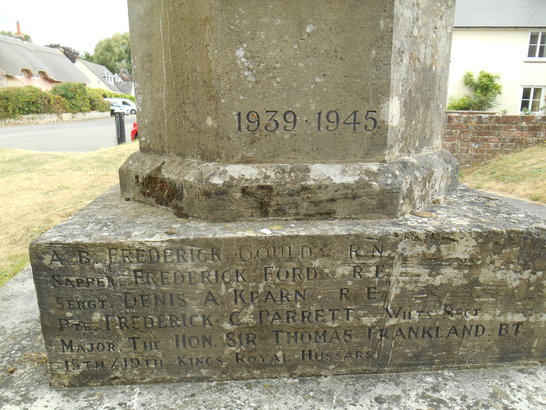 1939 · 1945
A.B. FREDERICK GOULD R.N.
SAPPER FREDERICK FORD R.E.
SERGT DENIS A. KEARN R.E.
PTE FREDERICK C. PARRETT WILTS REGT
MAJOR THE HON. SIR THOMAS FRANKLAND. BT.
15TH/19TH KINGS ROYAL HUSSARS